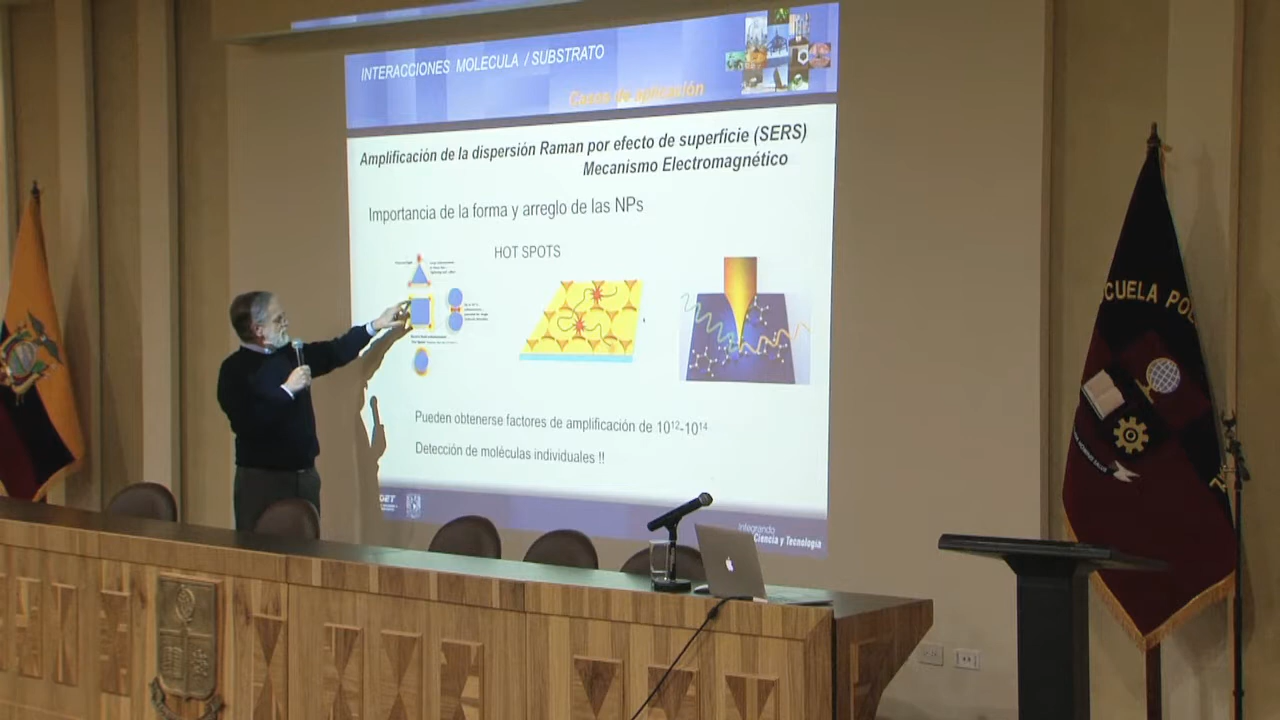 INTERACCIONES MOLECULA / SUBSTRATO
Casos de aplicación
Amplificación de la dispersión Raman por efecto de superficie (SERS)
Mecanismo Electromagnético
Importancia de la forma y arreglo de las NPs
HOT SPOTS
Pueden obtenerse factores de amplificación de 10¹²-10¹⁴
Detección de moléculas individuales !!
Integrando
Ciencia y Tecnología
CUELA PO